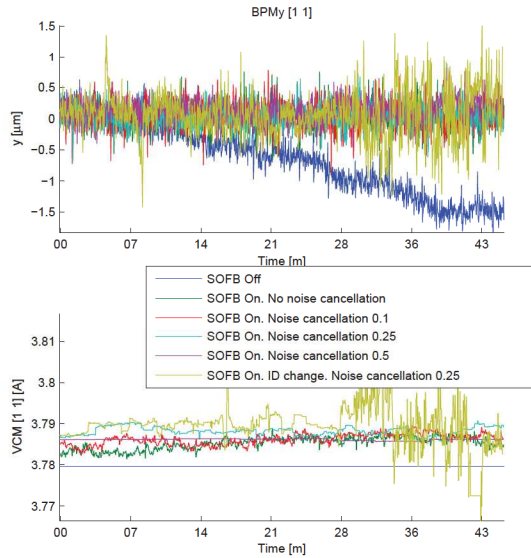 BPMy [1 1]
1.5
1
0.5
0
−0.5
−1
−1.5
y [µm]
00 07 14 21 28 36 43
Time [m]
SOFB Off
SOFB On. No noise cancellation
SOFB On. Noise cancellation 0.1
SOFB On. Noise cancellation 0.25
SOFB On. Noise cancellation 0.5
SOFB On. ID change. Noise cancellation 0.25
3.81
3.8
3.79
3.78
3.77
VCM [1 1] [A]
00 07 14 21 28 36 43
Time [m]